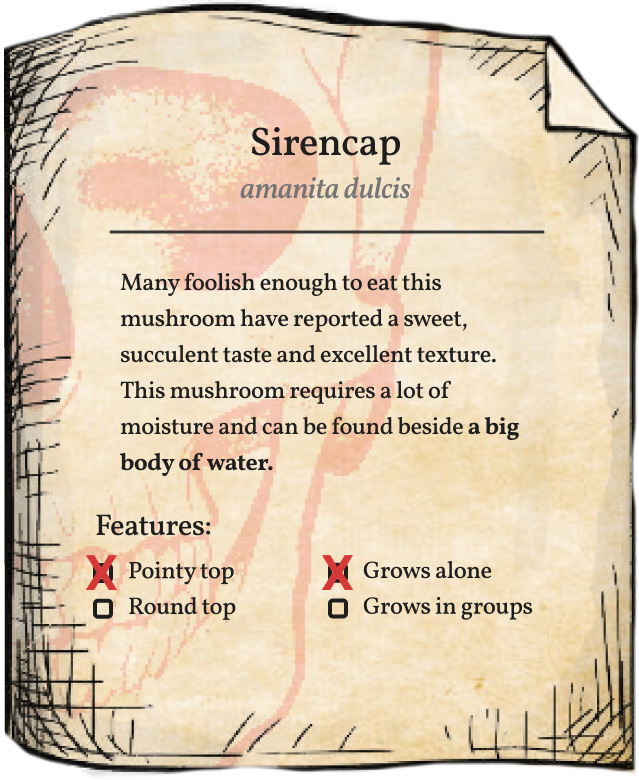 Sirencap
amanita dulcis
Many foolish enough to eat this
mushroom have reported a sweet,
succulent taste and excellent texture.
This mushroom requires a lot of
moisture and can be found beside a big
body of water.
Features:
X Pointy top
X Grows alone
Round top
Grows in groups